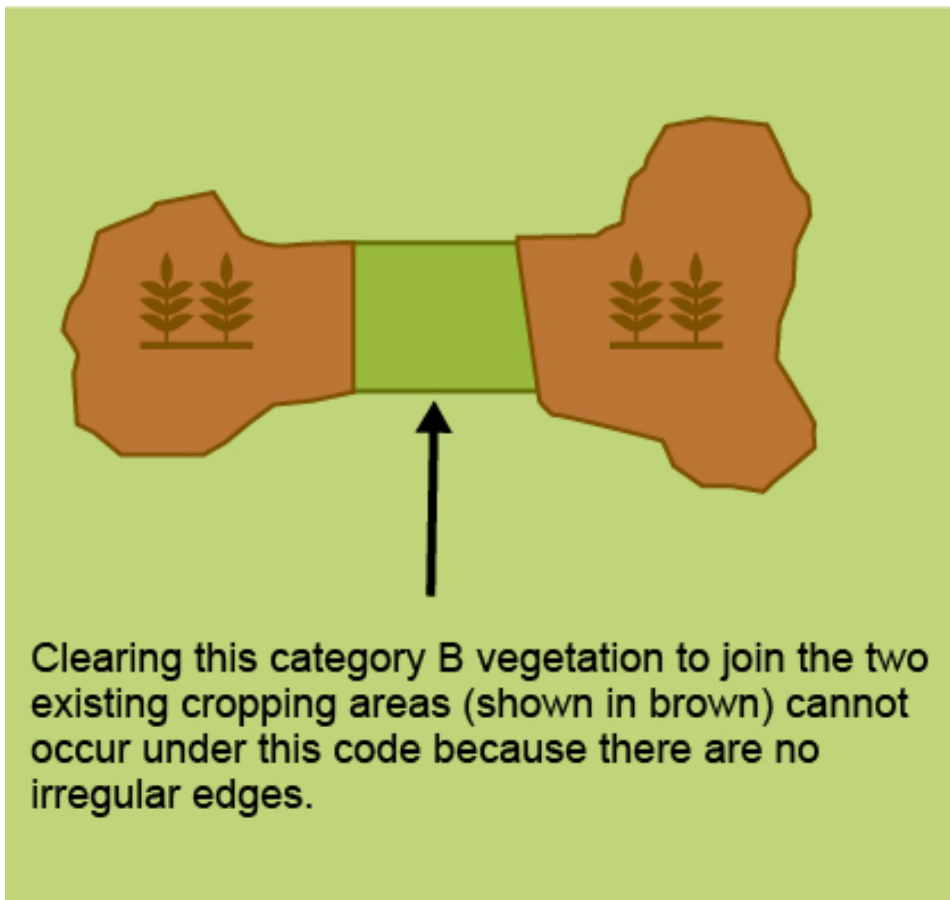 Clearing this category B vegetation to join the two
existing cropping areas (shown in brown) cannot
occur under this code because there are no
irregular edges.